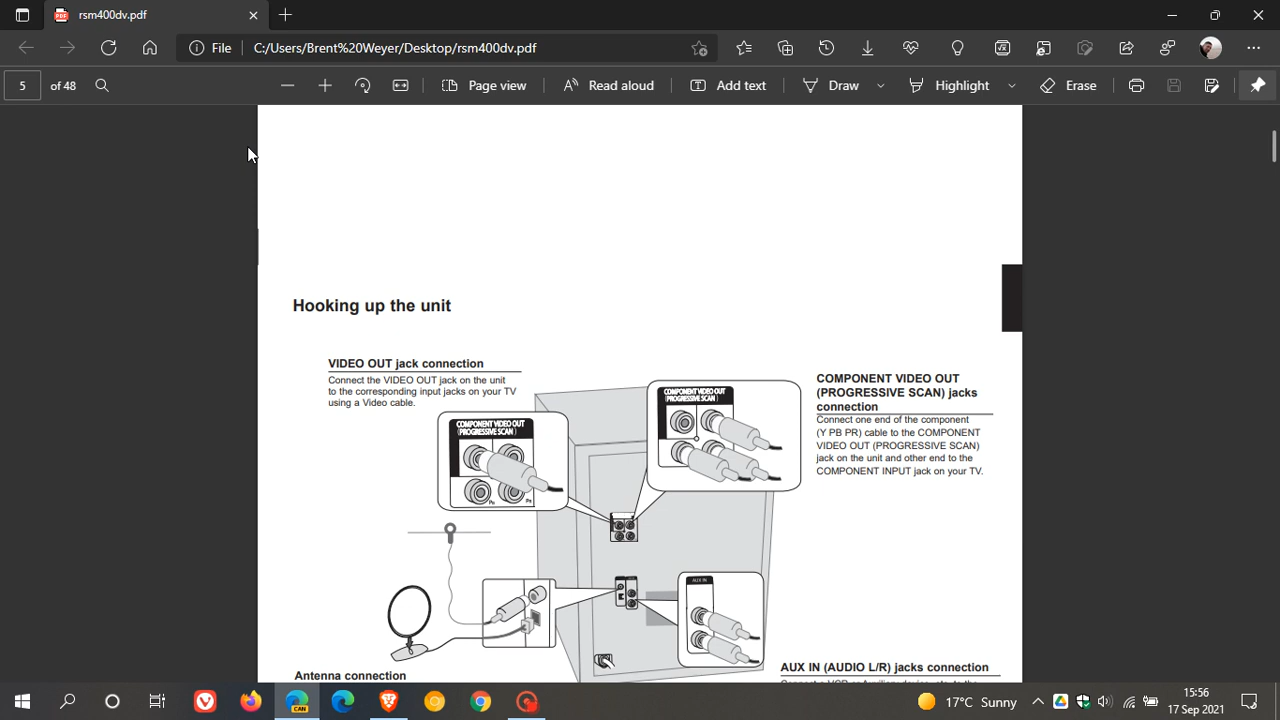 rsm400dv.pdf
File
C:/Users/Brent%20Weyer/Desktop/rsm400dv.pdf
5
of 48
Page view
Read aloud
Add text
Draw
Highlight
Erase
Hooking up the unit
VIDEO OUT jack connection
Connect the VIDEO OUT jack on the unit
to the corresponding input jacks on your TV
using a Video cable.
COMPONENT VIDEO OUT
(PROGRESSIVE SCAN)
COMPONENT VIDEO OUT
(PROGRESSIVE SCAN)
COMPONENT VIDEO OUT
(PROGRESSIVE SCAN) jacks
connection
Connect one end of the component
(Y PB PR) cable to the COMPONENT
VIDEO OUT (PROGRESSIVE SCAN)
jack on the unit and other end to the
COMPONENT INPUT jack on your TV.
AUX IN
Antenna connection
AUX IN (AUDIO L/R) jacks connection
CAN
17°C Sunny
15:56
17 Sep 2021